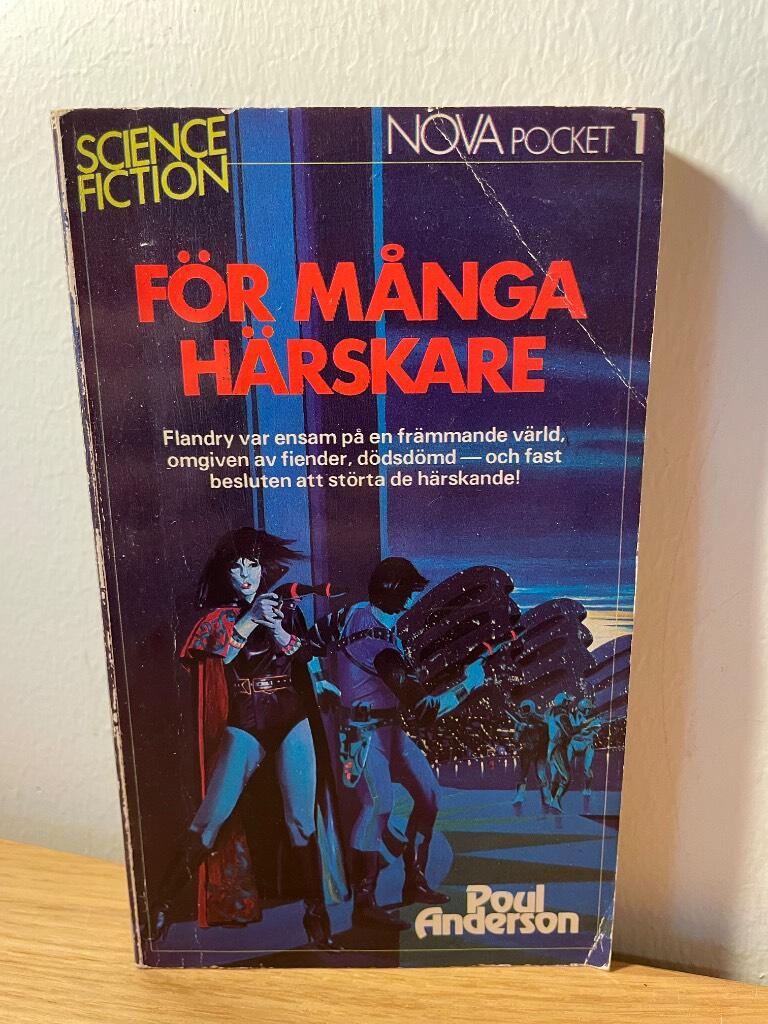 SCIENCE
FICTION
NOVA POCKET 1
FÖR MÅNGA
HÄRSKARE
Flandry var ensam på en främmande värld,
omgiven av fiender, dödsdömd — och fast
besluten att störta de härskande!
Poul
Anderson